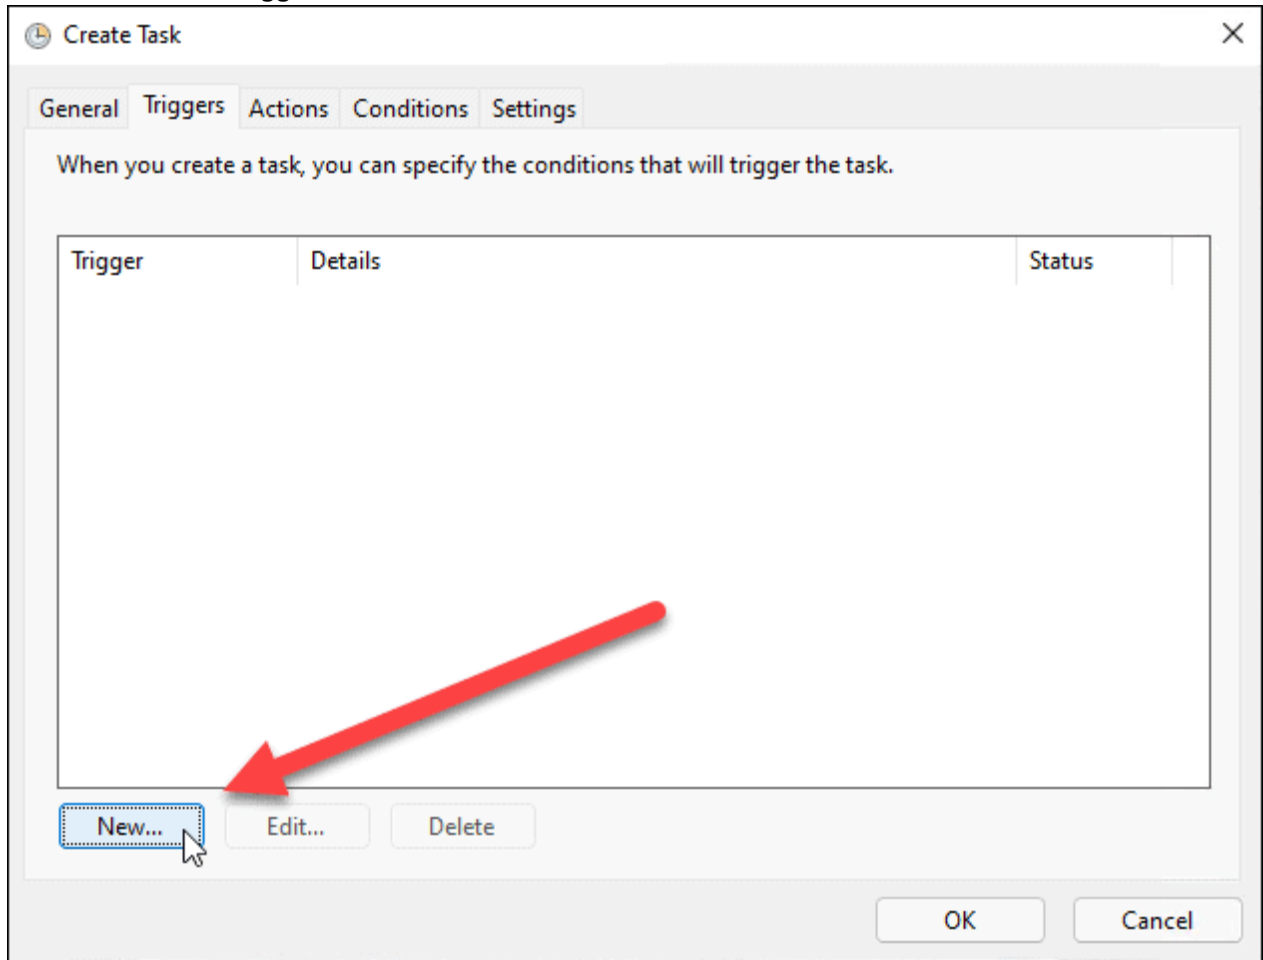 Create Task
General Triggers Actions Conditions Settings
When you create a task, you can specify the conditions that will trigger the task.
Trigger Details Status
New... Edit... Delete
OK Cancel